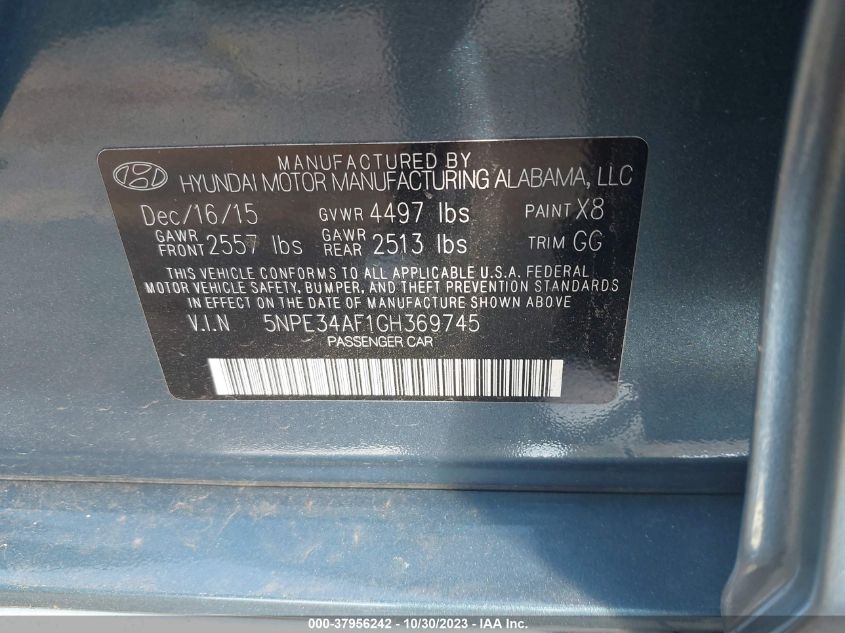 MANUFACTURED BY
HYUNDAI MOTOR MANUFACTURING ALABAMA, LLC
Dec/16/15 GVWR 4497 lbs PAINT X8
GAWR FRONT 2557 lbs GAWR REAR 2513 lbs TRIM GG
THIS VEHICLE CONFORMS TO ALL APPLICABLE U.S.A. FEDERAL
MOTOR VEHICLE SAFETY, BUMPER, AND THEFT PREVENTION STANDARDS
IN EFFECT ON THE DATE OF MANUFACTURE SHOWN ABOVE
V.I.N 5NPE34AF1GH369745
PASSENGER CAR
000-37956242 - 10/30/2023 - IAAI.com